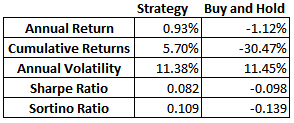 Strategy Buy and Hold
Annual Return 0.93% -1.12%
Cumulative Returns 5.70% -30.47%
Annual Volatility 11.38% 11.45%
Sharpe Ratio 0.082 -0.098
Sortino Ratio 0.109 -0.139